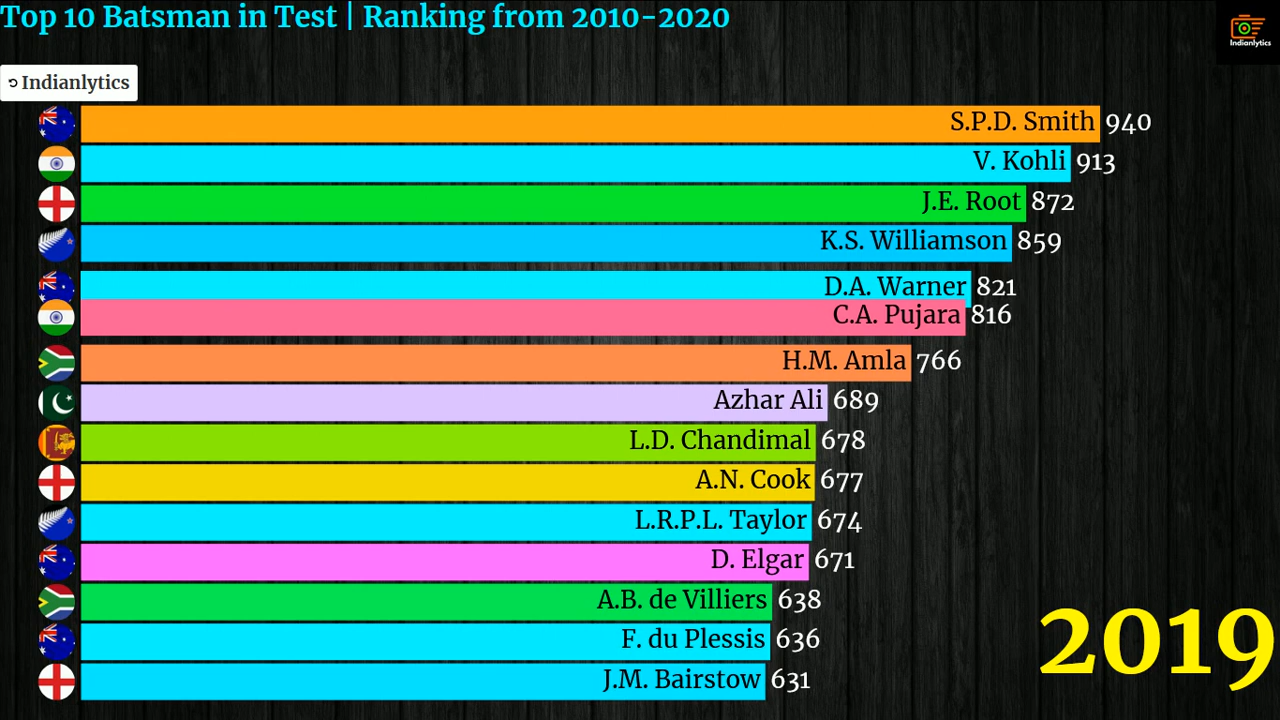 Top 10 Batsman in Test | Ranking from 2010-2020
Indianlytics
Indianlytics
S.P.D. Smith 940
V. Kohli 913
J.E. Root 872
K.S. Williamson 859
D.A. Warner 821
C.A. Pujara 816
H.M. Amla 766
Azhar Ali 689
L.D. Chandimal 678
A.N. Cook 677
L.R.P.L. Taylor 674
D. Elgar 671
A.B. de Villiers 638
F. du Plessis 636
J.M. Bairstow 631
2019